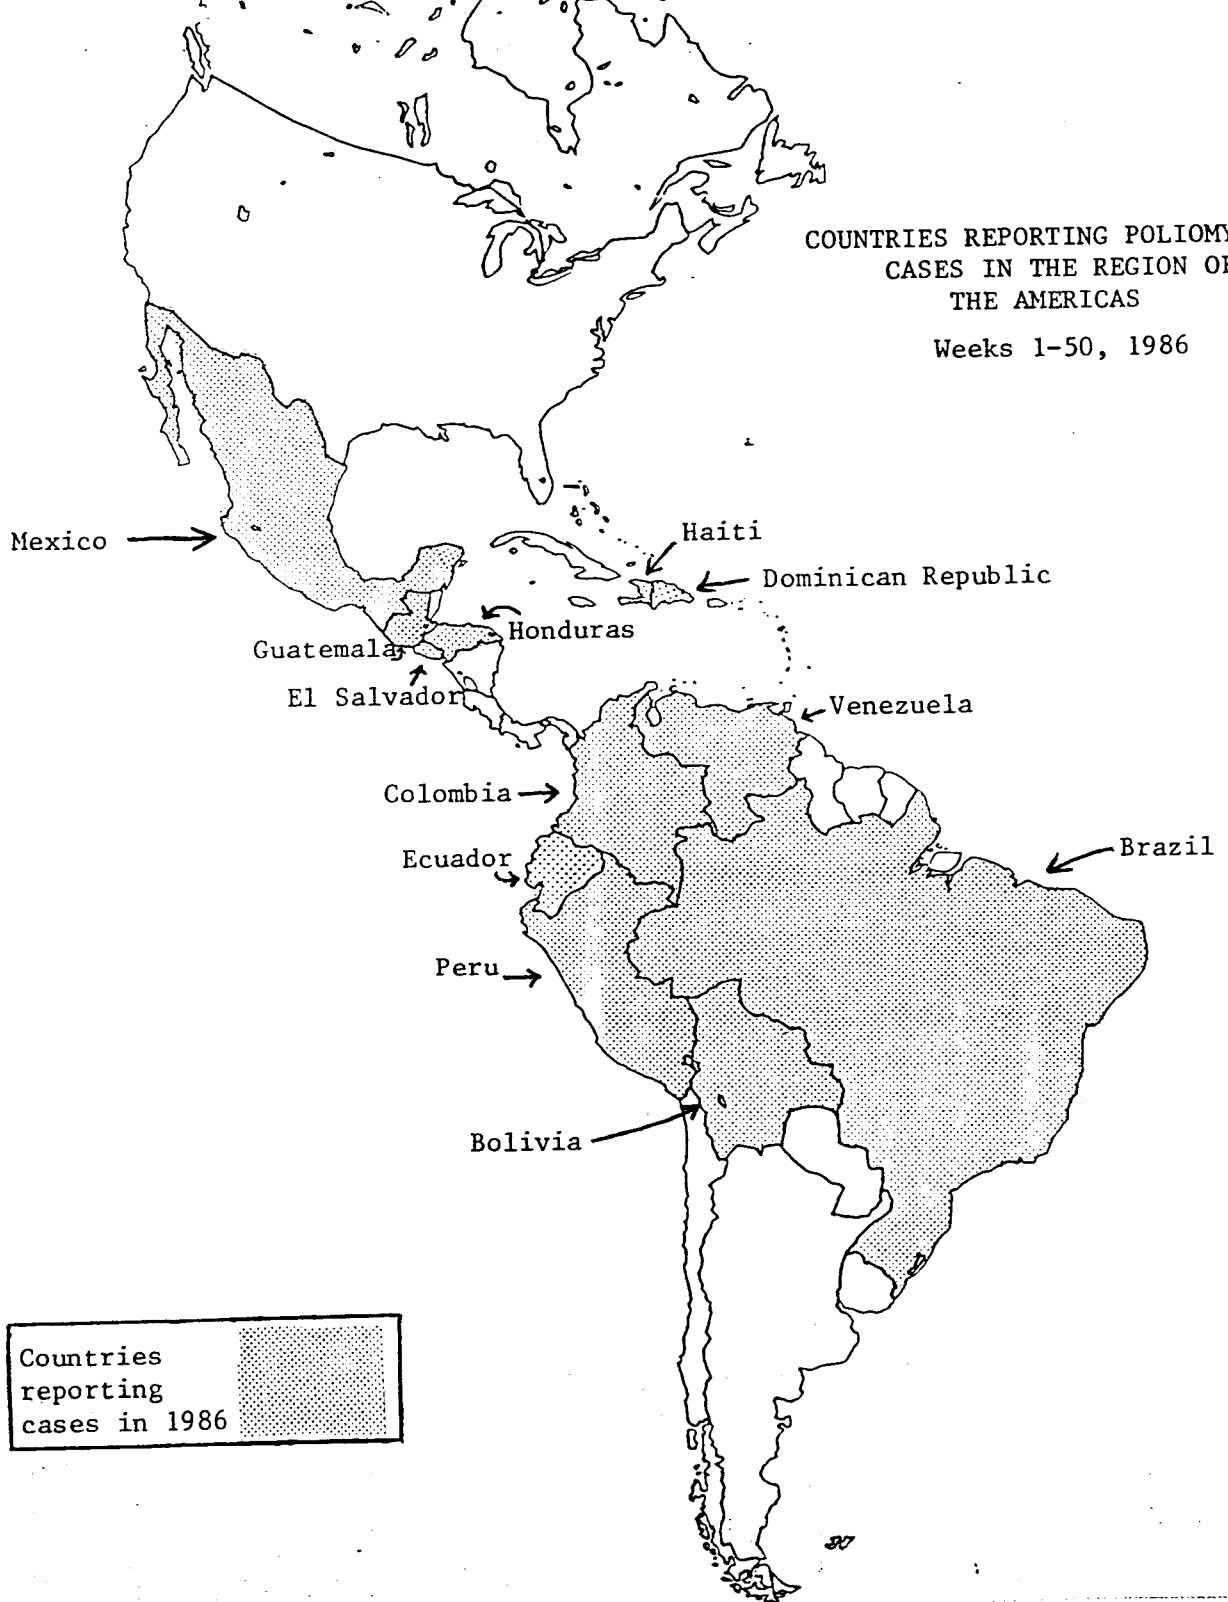 COUNTRIES REPORTING POLIOMY
CASES IN THE REGION OF
THE AMERICAS
Weeks 1-50, 1986
Mexico
Haiti
Dominican Republic
Honduras
Guatemala
El Salvador
Venezuela
Colombia
Ecuador
Brazil
Peru
Bolivia
Countries
reporting
cases in 1986